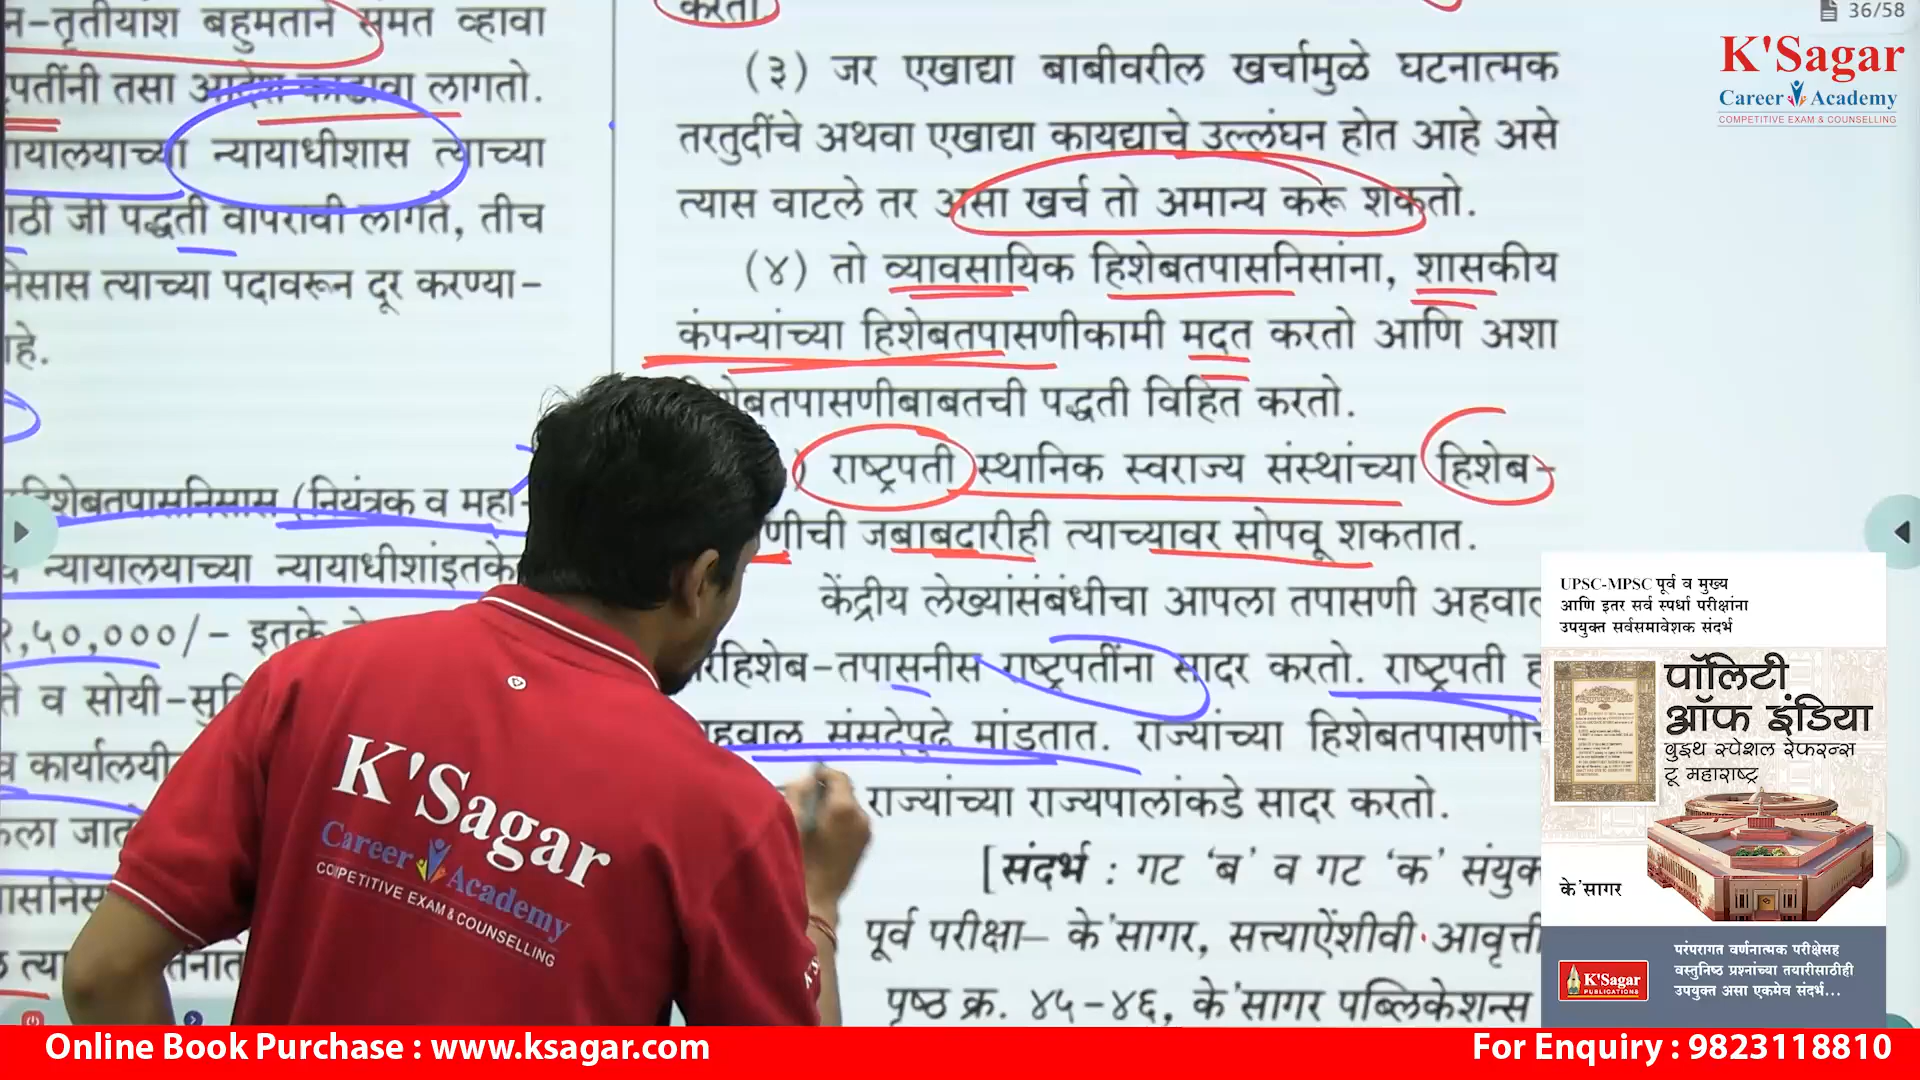 न-तृतीयांश बहुमताने संमत व्हावा
पतींनी तसा आदेश काढावा लागतो.
यायालयाच्या न्यायाधीशास त्याच्या
ाठी जी पद्धती वापरावी लागते, तीच
नेसास त्याच्या पदावरून दूर करण्या-
ाहे.
हिशेबतपासनिसास (नियंत्रक व महा-
न्यायालयाच्या न्यायाधीशांइतके
२,५०,०००/- इतके
ते व सोयी-सु
व कार्यालयी
केला जात
ासनिस
त्या
तनात
करतो
(३) जर एखाद्या बाबीवरील खर्चामुळे घटनात्मक
तरतुदींचे अथवा एखाद्या कायद्याचे उल्लंघन होत आहे असे
त्यास वाटले तर असा खर्च तो अमान्य करू शकतो.
(४) तो व्यावसायिक हिशेबतपासनिसांना, शासकीय
कंपन्यांच्या हिशेबतपासणीकामी मदत करतो आणि अशा
शेबतपासणीबाबतची पद्धती विहित करतो.
) राष्ट्रपती स्थानिक स्वराज्य संस्थांच्या हिशेब-
णीची जबाबदारीही त्याच्यावर सोपवू शकतात.
केंद्रीय लेख्यांसंबंधीचा आपला तपासणी अहवाल
रहिशेब-तपासनीस राष्ट्रपतींना सादर करतो. राष्ट्रपती ह
अहवाल संसदेपुढे मांडतात. राज्यांच्या हिशेबतपासणीच
राज्यांच्या राज्यपालांकडे सादर करतो.
[संदर्भ : गट ‘ब’ व गट ‘क’ संयुक्
पूर्व परीक्षा– के'सागर, सत्त्याऐंशीवी आवृत्ती
पृष्ठ क्र. ४५-४६, के'सागर पब्लिकेशन्स
36/58
K'Sagar
Career Academy
COMPETITIVE EXAM & COUNSELLING
K'Sagar
Career Academy
COMPETITIVE EXAM & COUNSELLING
UPSC-MPSC पूर्व व मुख्य
आणि इतर सर्व स्पर्धा परीक्षांना
उपयुक्त सर्वसमावेशक संदर्भ
पॉलिटी
ऑफ इंडिया
वुइथ स्पेशल रेफरन्स
टू महाराष्ट्र
के'सागर
K'Sagar
PUBLICATIONS
परंपरागत वर्णनात्मक परीक्षेसह
वस्तुनिष्ठ प्रश्नांच्या तयारीसाठीही
उपयुक्त असा एकमेव संदर्भ...
Online Book Purchase : www.ksagar.com
For Enquiry : 9823118810